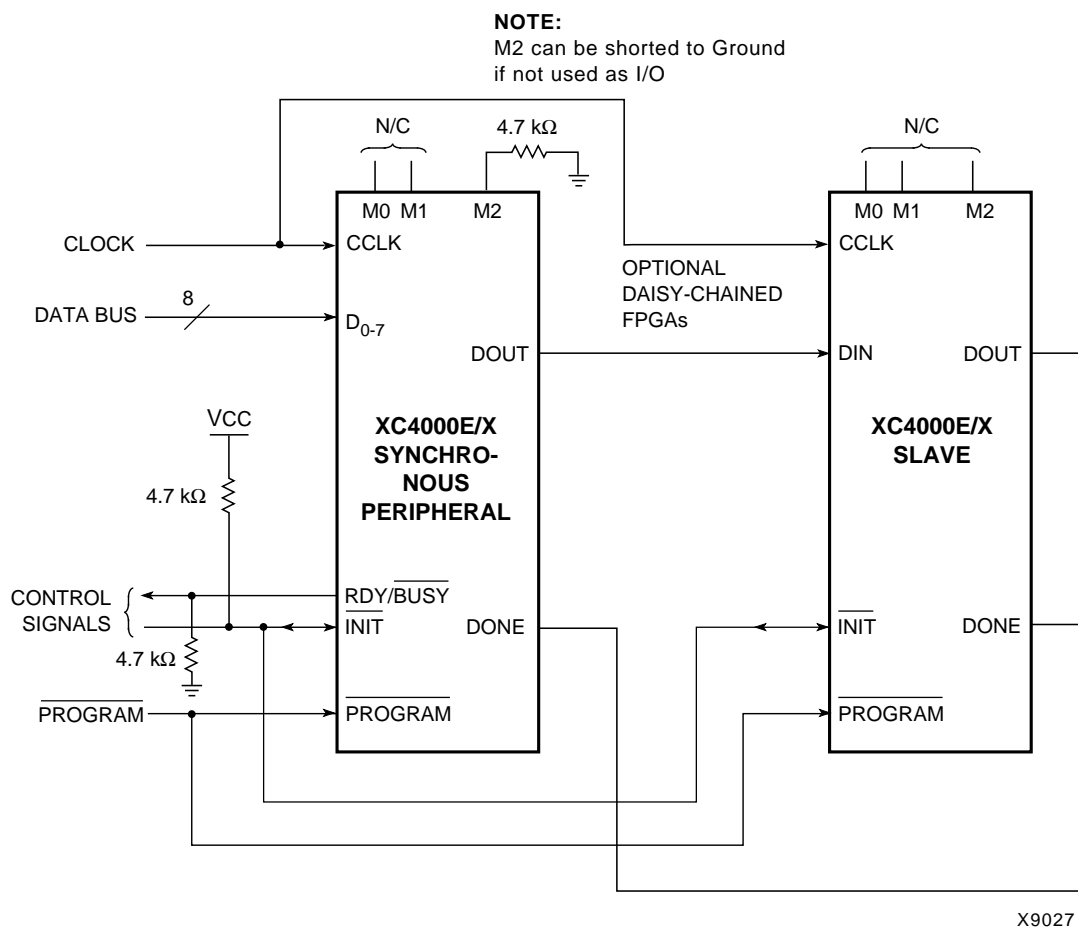 NOTE:
M2 can be shorted to Ground
if not used as I/O
N/C
4.7 kΩ
N/C
M0 M1 M2
M0 M1 M2
CLOCK
CCLK
CCLK
OPTIONAL
DAISY-CHAINED
FPGAs
DATA BUS
8
D0-7
DOUT
DIN
DOUT
VCC
4.7 kΩ
XC4000E/X
SYNCHRO-
NOUS
PERIPHERAL
XC4000E/X
SLAVE
CONTROL
SIGNALS
RDY/BUSY
INIT
DONE
INIT
DONE
4.7 kΩ
PROGRAM
PROGRAM
PROGRAM
X9027